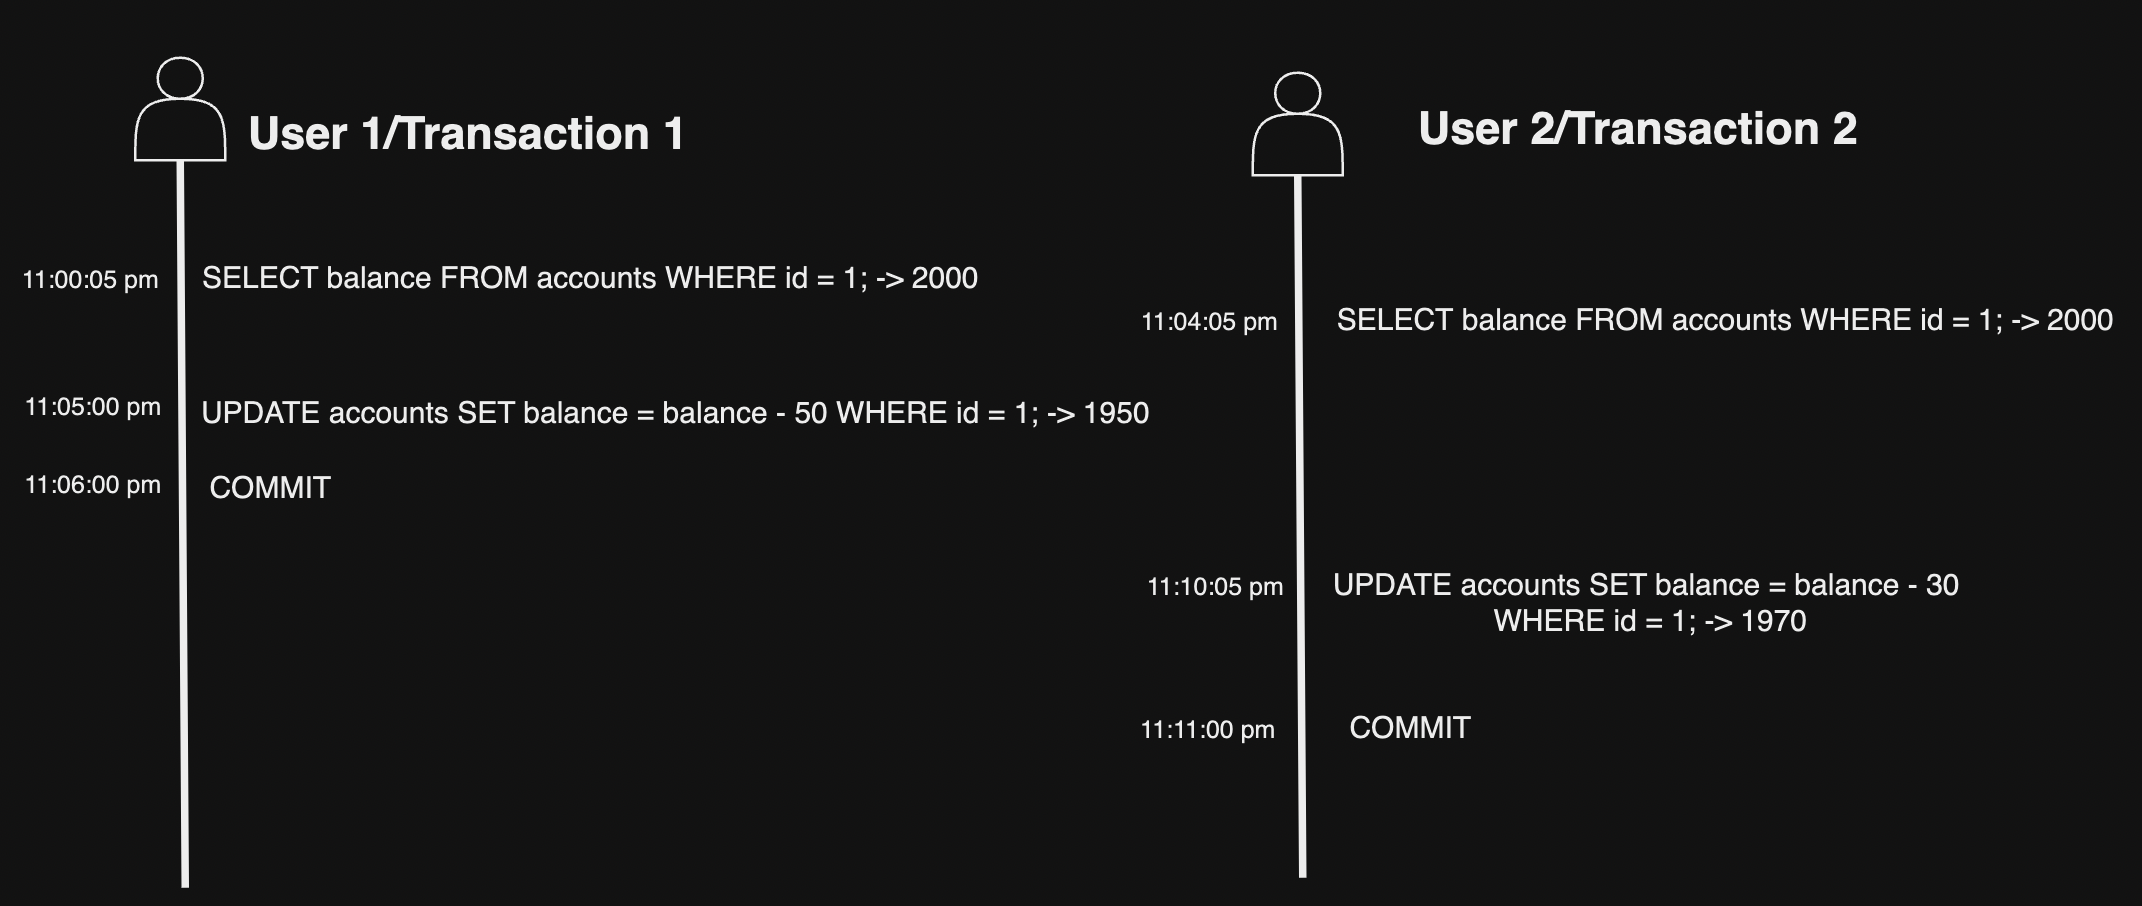 User 1/Transaction 1
11:00:05 pm
SELECT balance FROM accounts WHERE id = 1; -> 2000
11:05:00 pm
UPDATE accounts SET balance = balance - 50 WHERE id = 1; -> 1950
11:06:00 pm
COMMIT
User 2/Transaction 2
11:04:05 pm
SELECT balance FROM accounts WHERE id = 1; -> 2000
11:10:05 pm
UPDATE accounts SET balance = balance - 30
WHERE id = 1; -> 1970
11:11:00 pm
COMMIT